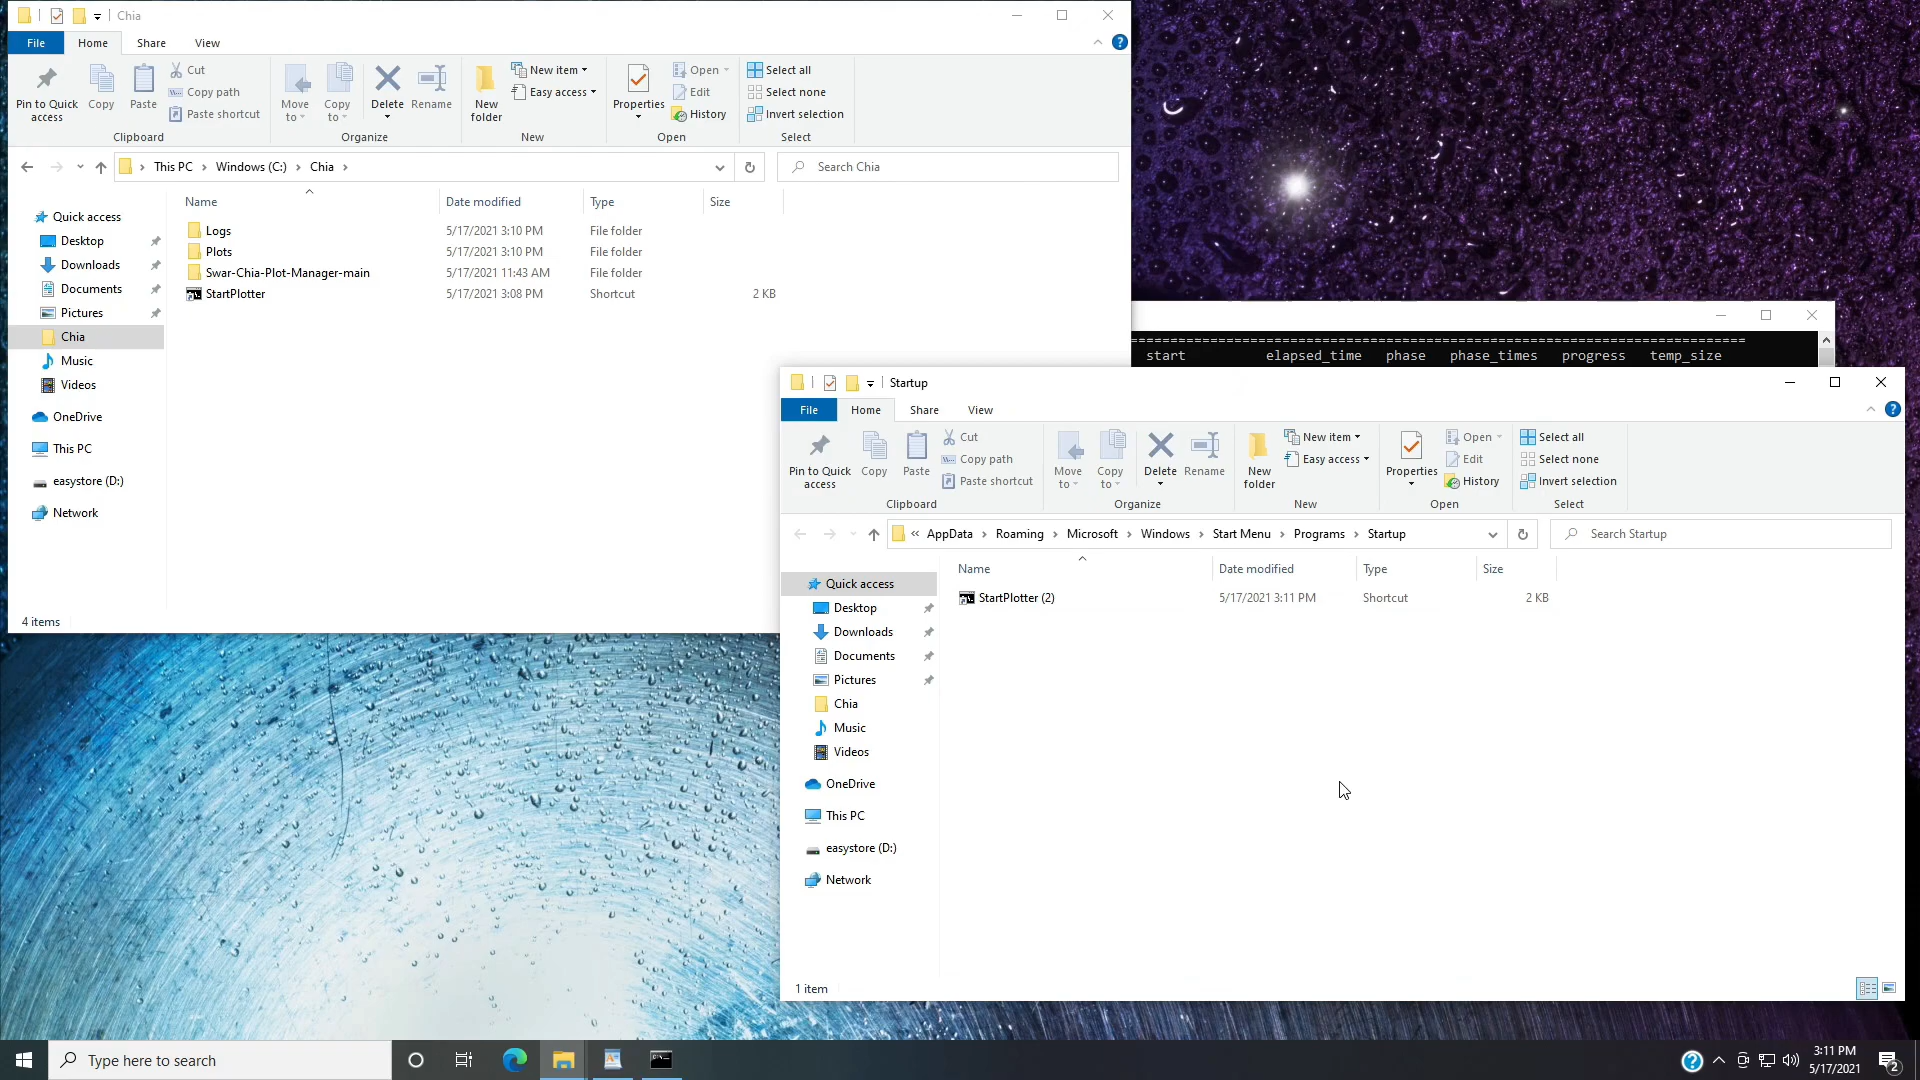 Chia
File Home Share View
Pin to Quick access
Copy
Paste
Cut
Copy path
Paste shortcut
Clipboard
Move to
Copy to
Delete
Rename
Organize
New folder
New item
Easy access
New
Properties
Open
Edit
History
Open
Select all
Select none
Invert selection
Select
This PC > Windows (C:) > Chia >
Search Chia
Name Date modified Type Size
Logs 5/17/2021 3:10 PM File folder
Plots 5/17/2021 3:10 PM File folder
Swar-Chia-Plot-Manager-main 5/17/2021 11:43 AM File folder
StartPlotter 5/17/2021 3:08 PM Shortcut 2 KB
Quick access
Desktop
Downloads
Documents
Pictures
Chia
Music
Videos
OneDrive
This PC
easystore (D:)
Network
4 items
start elapsed_time phase phase_times progress temp_size
Startup
File Home Share View
Pin to Quick access
Copy
Paste
Cut
Copy path
Paste shortcut
Clipboard
Move to
Copy to
Delete
Rename
Organize
New folder
New item
Easy access
New
Properties
Open
Edit
History
Open
Select all
Select none
Invert selection
Select
« AppData > Roaming > Microsoft > Windows > Start Menu > Programs > Startup
Search Startup
Name Date modified Type Size
StartPlotter (2) 5/17/2021 3:11 PM Shortcut 2 KB
Quick access
Desktop
Downloads
Documents
Pictures
Chia
Music
Videos
OneDrive
This PC
easystore (D:)
Network
1 item
Type here to search
3:11 PM
5/17/2021
2